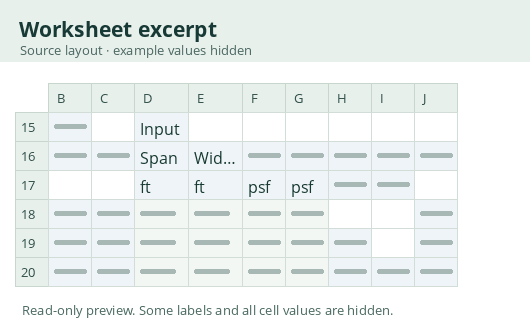 Worksheet excerpt
Source layout · example values hidden
B C D E F G H I J
15 Input
16 Span Wid...
17 ft ft psf psf
18
19
20
Read-only preview. Some labels and all cell values are hidden.